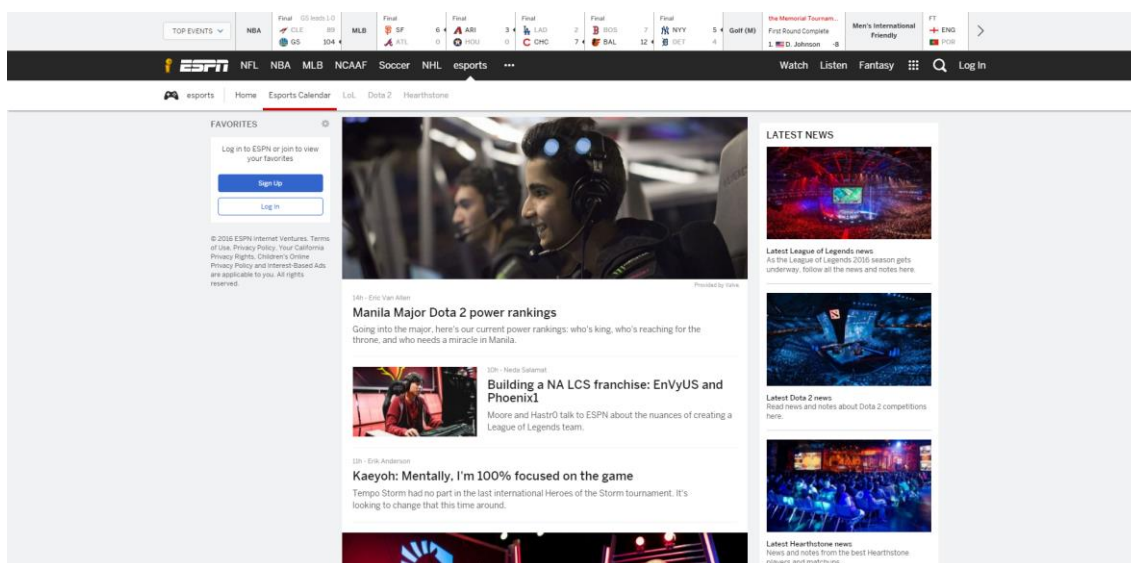 TOP EVENTS
NBA
Final GS leads 1-0
CLE 89
GS 104
MLB
Final
SF 6
ATL 0
Final
ARI 3
HOU 0
Final
LAD 2
CHC 7
Final
BOS 7
BAL 12
Final
NYY 5
DET 4
Golf (M)
the Memorial Tournam...
First Round Complete
1. D. Johnson -8
Men's International
Friendly
FT
ENG
POR
ESPN NFL NBA MLB NCAAF Soccer NHL esports ••• Watch Listen Fantasy Log In
esports Home Esports Calendar LoL Dota 2 Hearthstone
FAVORITES
Log in to ESPN or join to view
your favorites
Sign Up
Log in
© 2016 ESPN Internet Ventures. Terms
of Use, Privacy Policy, Your California
Privacy Rights, Children's Online
Privacy Policy and Interest-Based Ads
are applicable to you. All rights
reserved.
Provided by Valve
14h - Eric Van Allen
Manila Major Dota 2 power rankings
Going into the major, here's our current power rankings: who's king, who's reaching for the
throne, and who needs a miracle in Manila.
10h - Neda Salamat
Building a NA LCS franchise: EnVyUS and
Phoenix1
Moore and Hastr0 talk to ESPN about the nuances of creating a
League of Legends team.
11h - Erik Anderson
Kaeyoh: Mentally, I'm 100% focused on the game
Tempo Storm had no part in the last international Heroes of the Storm tournament. It's
looking to change that this time around.
LATEST NEWS
Latest League of Legends news
As the League of Legends 2016 season gets
underway, follow all the news and notes here.
Latest Dota 2 news
Read news and notes about Dota 2 competitions
here.
Latest Hearthstone news
News and notes from the best Hearthstone
players and matchups.